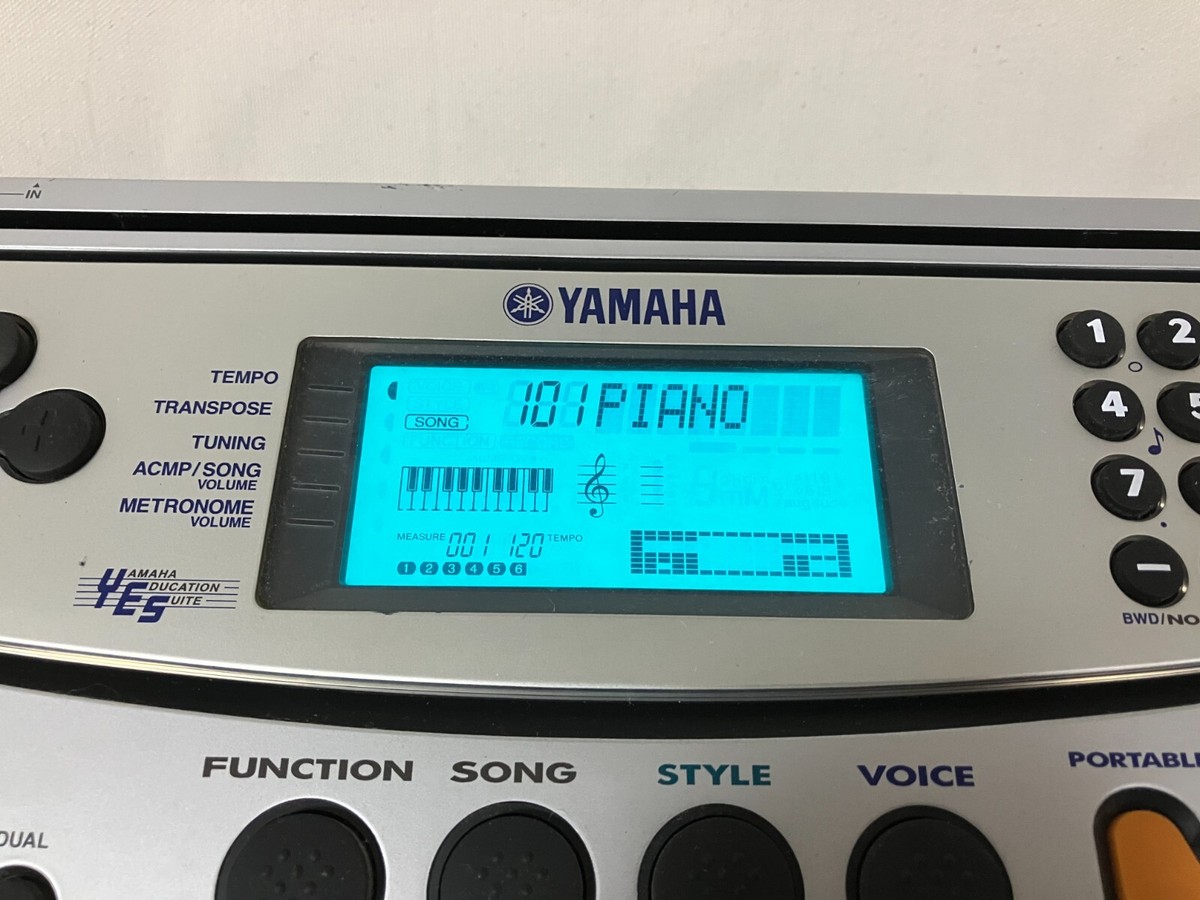 IN
YAMAHA
TEMPO
TRANSPOSE
TUNING
ACMP/SONG
VOLUME
METRONOME
VOLUME
YAMAHA
EDUCATION
SUITE
101 PIANO
SONG
MEASURE 001 120 TEMPO
1 2 3 4 5 6
1 2
4 5
7
BWD/NO
FUNCTION SONG STYLE VOICE
DUAL